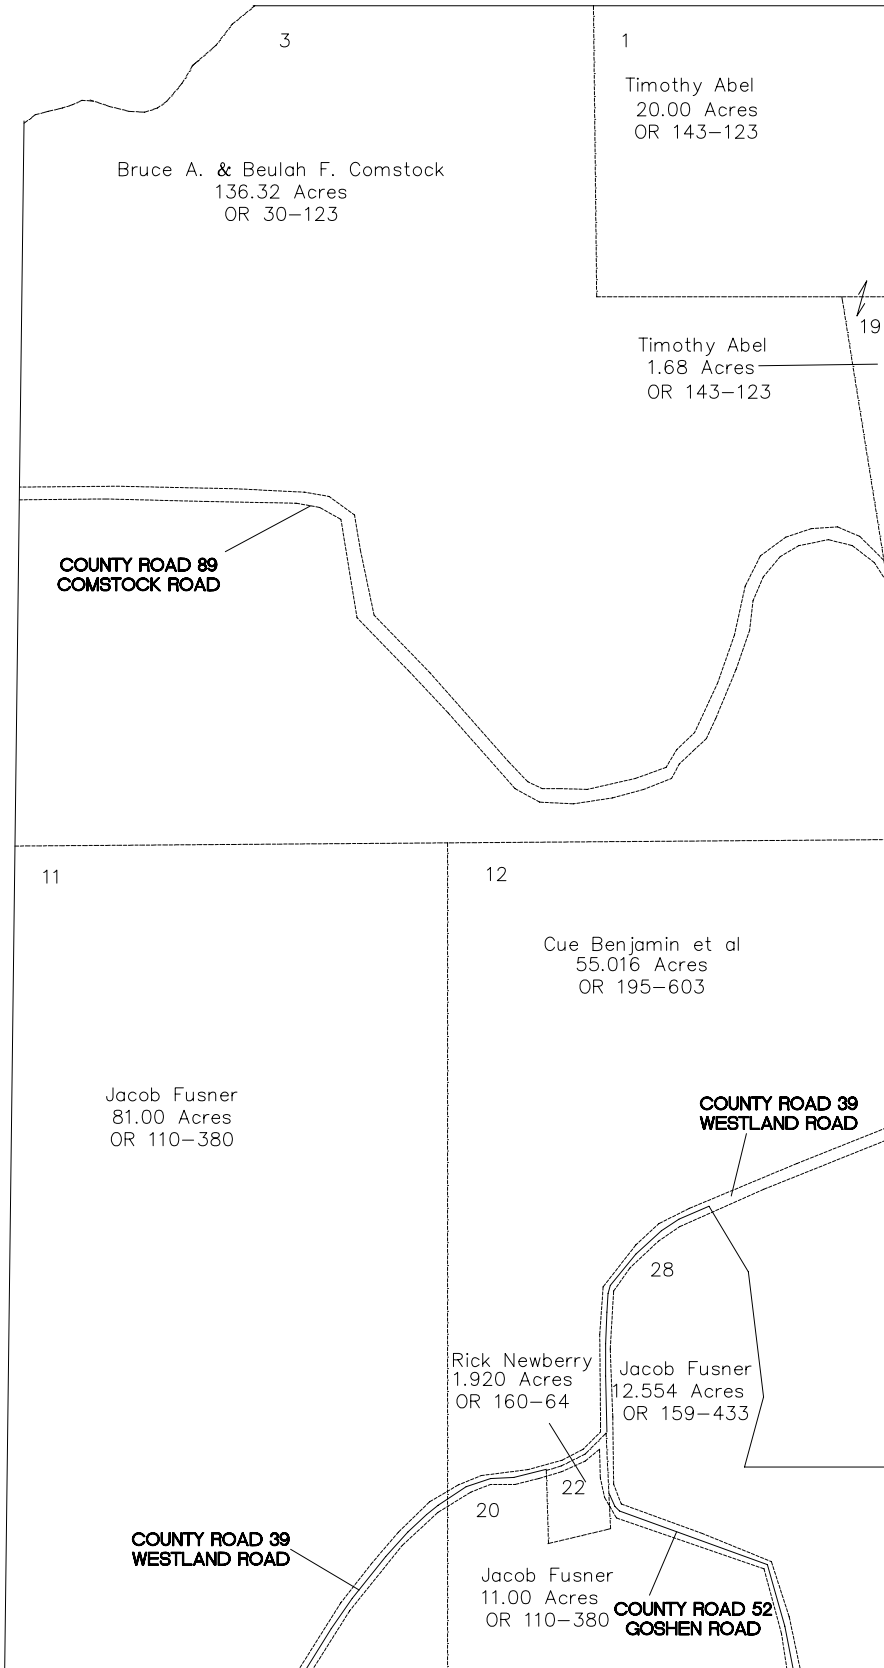 3
1
Timothy Abel
20.00 Acres
OR 143-123
Bruce A. & Beulah F. Comstock
136.32 Acres
OR 30-123
19
Timothy Abel
1.68 Acres
OR 143-123
COUNTY ROAD 89
COMSTOCK ROAD
11
12
Cue Benjamin et al
55.016 Acres
OR 195-603
Jacob Fusner
81.00 Acres
OR 110-380
COUNTY ROAD 39
WESTLAND ROAD
28
Rick Newberry
1.920 Acres
OR 160-64
Jacob Fusner
12.554 Acres
OR 159-433
22
20
COUNTY ROAD 39
WESTLAND ROAD
Jacob Fusner
11.00 Acres
OR 110-380
COUNTY ROAD 52
GOSHEN ROAD